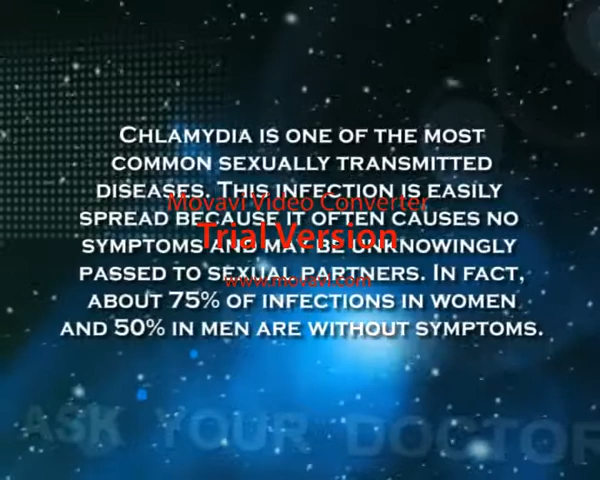 Chlamydia is one of the most
common sexually transmitted
diseases. This infection is easily
Movavi Video Converter
spread because it often causes no
Trial Version
symptoms and may be unknowingly
passed to sexual partners. In fact,
www.movavi.com
about 75% of infections in women
and 50% in men are without symptoms.
ASK YOUR DOCTOR